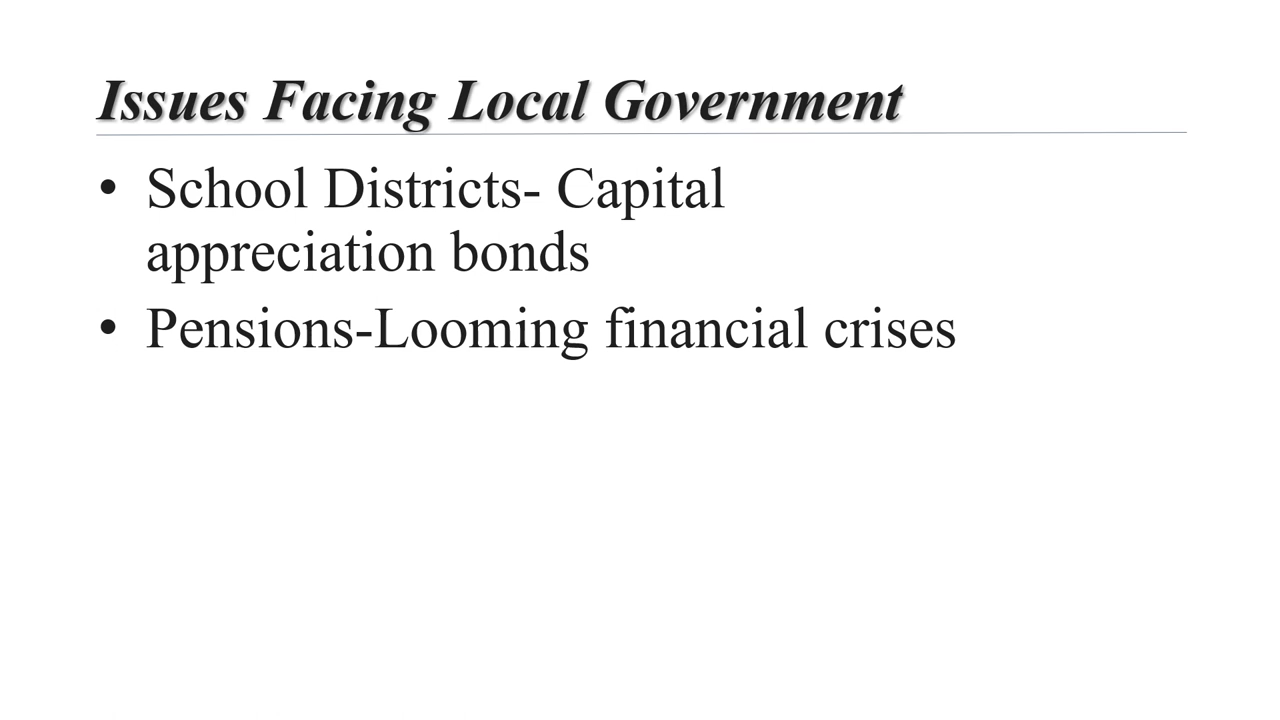 Issues Facing Local Government
• School Districts- Capital
appreciation bonds
• Pensions-Looming financial crises